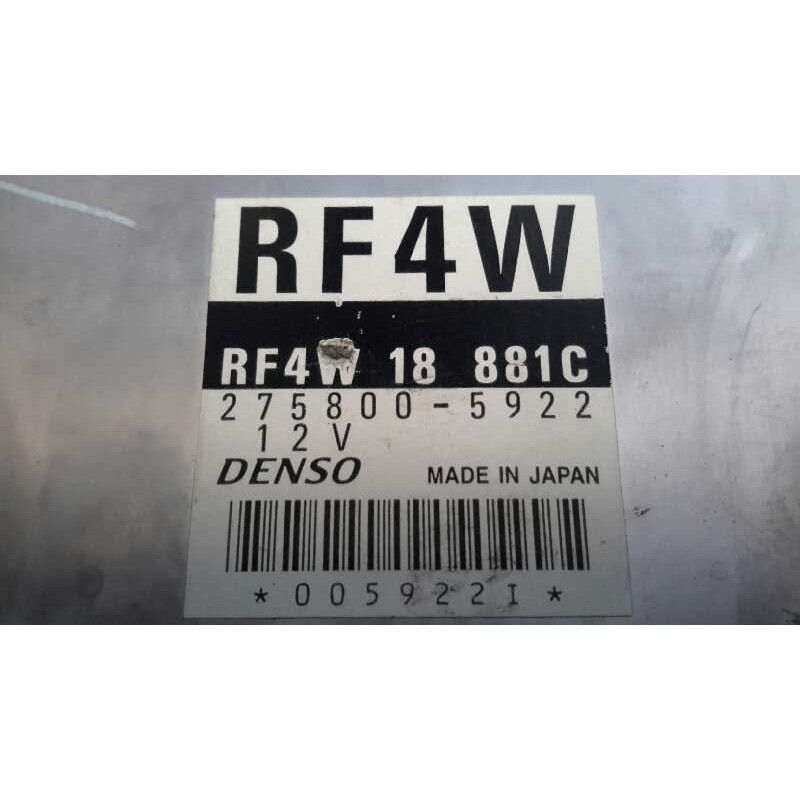 RF4W
RF4W 18 881C
275800-5922
12V
DENSO MADE IN JAPAN
*005922I*